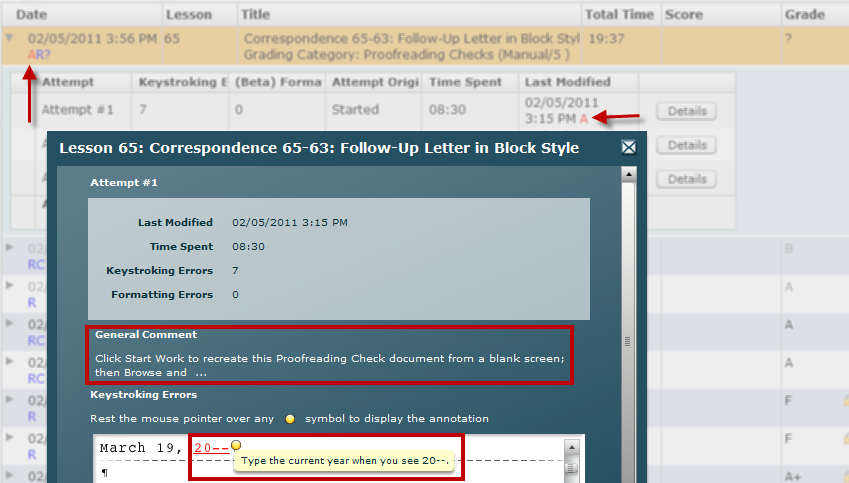 Date Lesson Title Total Time Score Grade
02/05/2011 3:56 PM 65 Correspondence 65-63: Follow-Up Letter in Block Styl 19:37 ?
AR? Grading Category: Proofreading Checks (Manual/5 )
Attempt Keystroking E (Beta) Forma Attempt Origi Time Spent Last Modified
Attempt #1 7 0 Started 08:30 02/05/2011
3:15 PM A Details
Lesson 65: Correspondence 65-63: Follow-Up Letter in Block Style
A Details
Attempt #1
A Details
Last Modified 02/05/2011 3:15 PM
A
Time Spent 08:30
02/ B
RC
Keystroking Errors 7
02/ A
R
Formatting Errors 0
02/ A
RC
General Comment
Click Start Work to recreate this Proofreading Check document from a blank screen;
then Browse and ...
02/ A
RC
Keystroking Errors
02/ F
R
Rest the mouse pointer over any symbol to display the annotation
02/ F
R
March 19, 20--
Type the current year when you see 20--.
¶
02/ A+